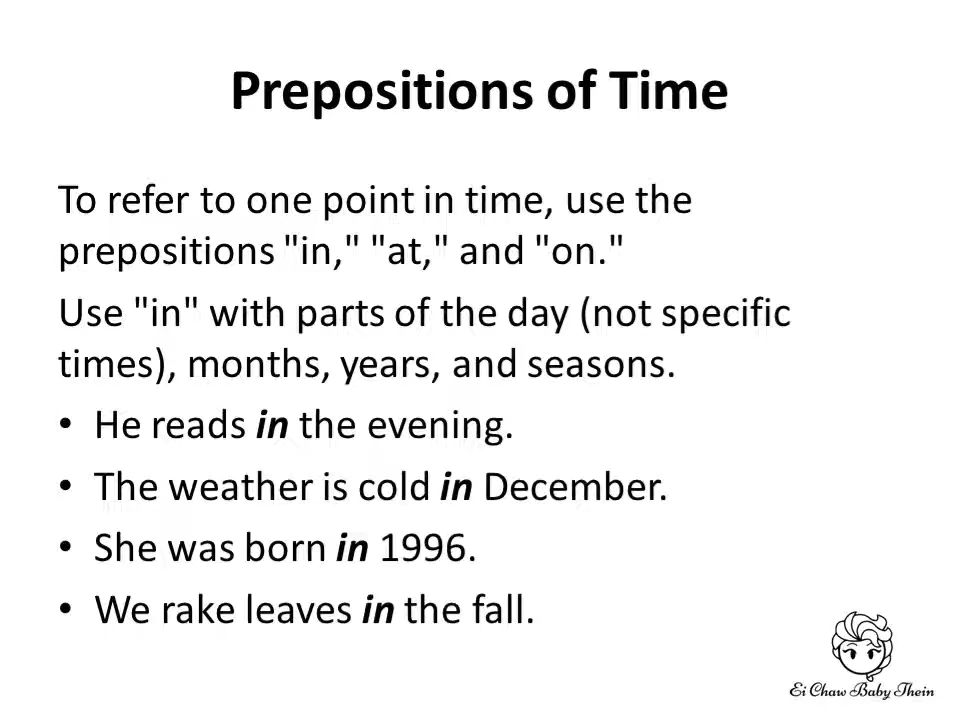 Prepositions of Time
To refer to one point in time, use the
prepositions "in," "at," and "on."
Use "in" with parts of the day (not specific
times), months, years, and seasons.
• He reads in the evening.
• The weather is cold in December.
• She was born in 1996.
• We rake leaves in the fall.
Ei Chaw Baby Thein